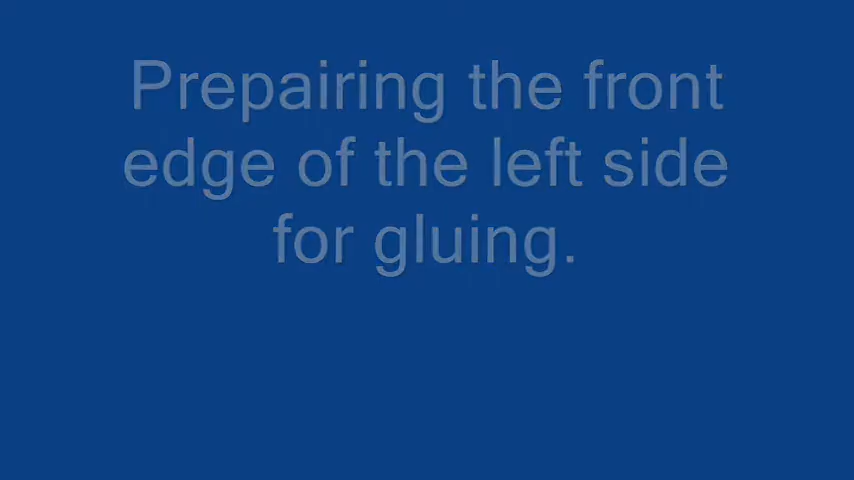 Prepairing the front
edge of the left side
for gluing.